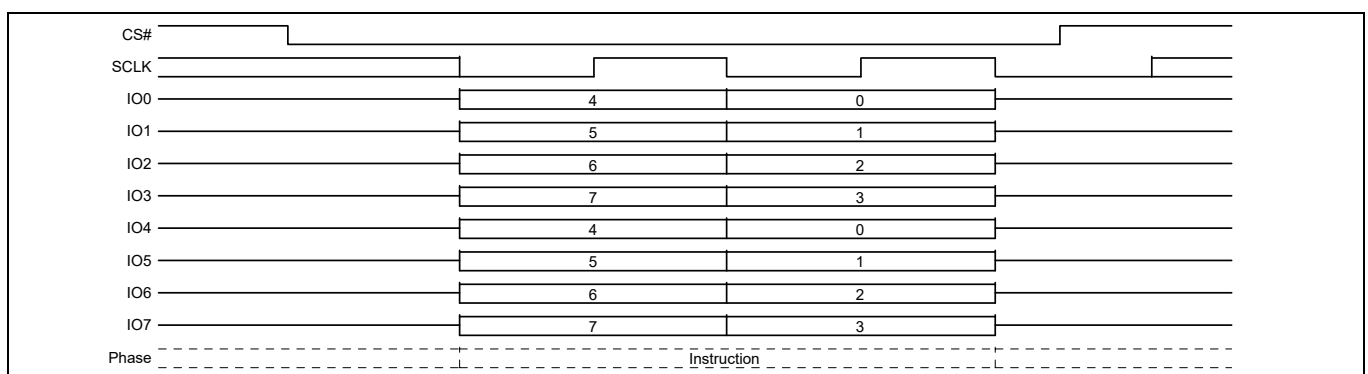 CS#
SCLK
IO0 4 0
IO1 5 1
IO2 6 2
IO3 7 3
IO4 4 0
IO5 5 1
IO6 6 2
IO7 7 3
Phase Instruction